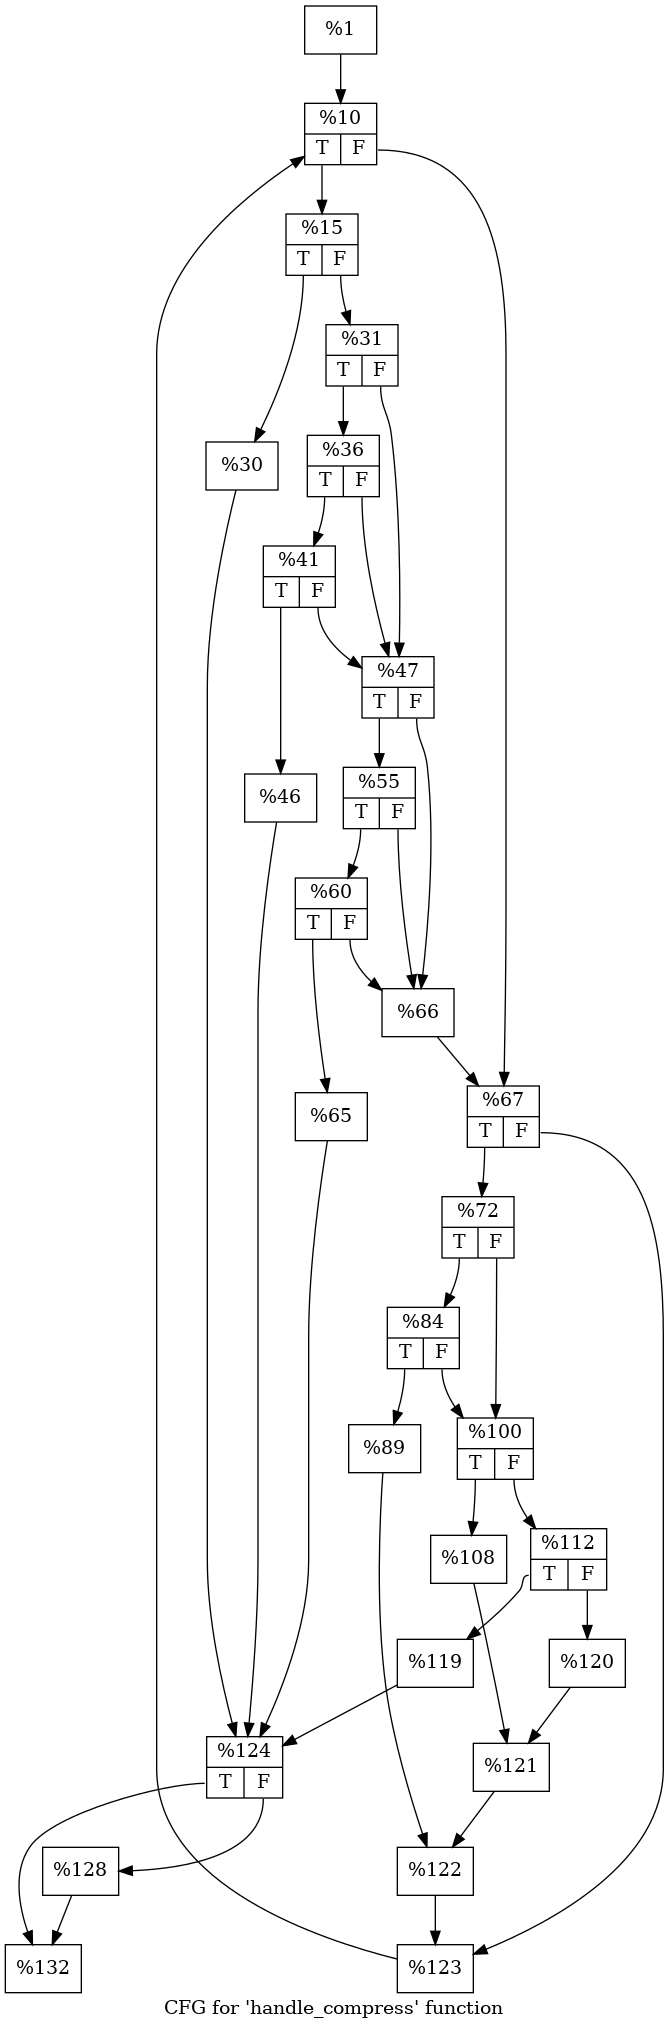 %1
%10
T F
%15
T F
%31
T F
%36
T F
%30
%41
T F
%47
T F
%55
T F
%46
%60
T F
%66
%67
T F
%65
%72
T F
%84
T F
%100
T F
%89
%112
T F
%108
%119
%120
%124
T F
%121
%128
%122
%132
%123
CFG for 'handle_compress' function